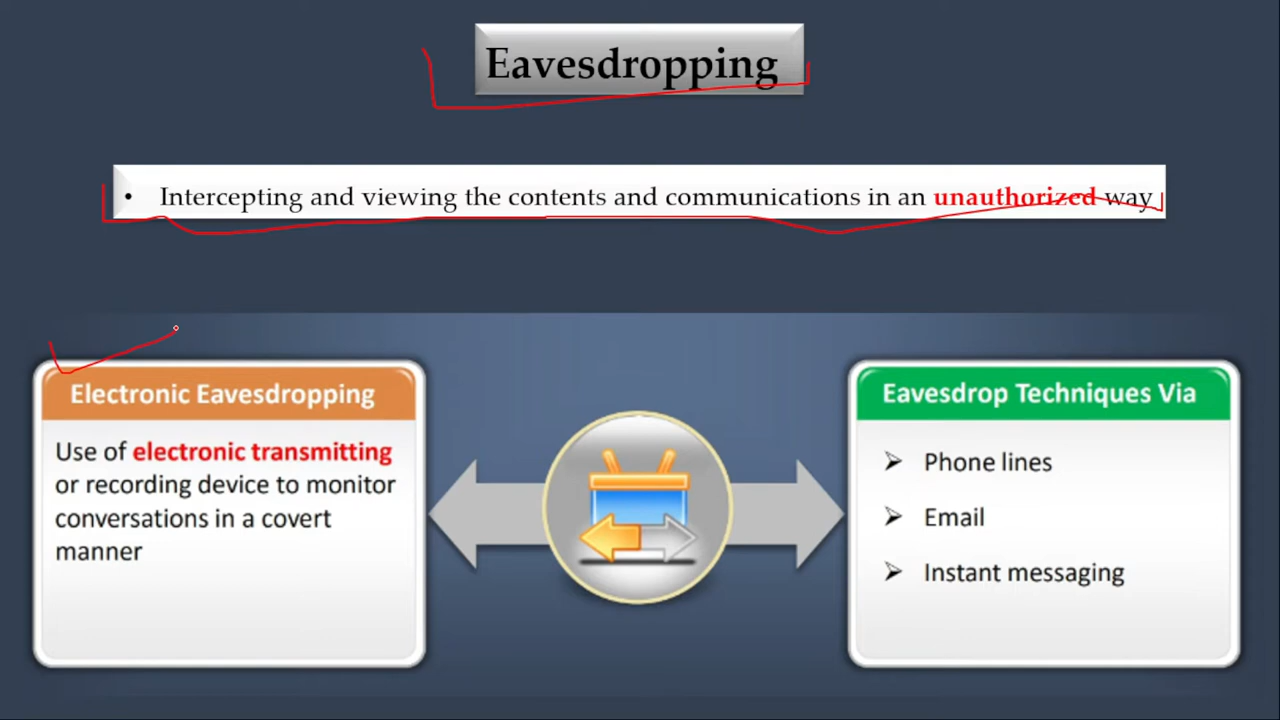 Eavesdropping
• Intercepting and viewing the contents and communications in an unauthorized way
Electronic Eavesdropping
Use of electronic transmitting
or recording device to monitor
conversations in a covert
manner
Eavesdrop Techniques Via
➢ Phone lines
➢ Email
➢ Instant messaging